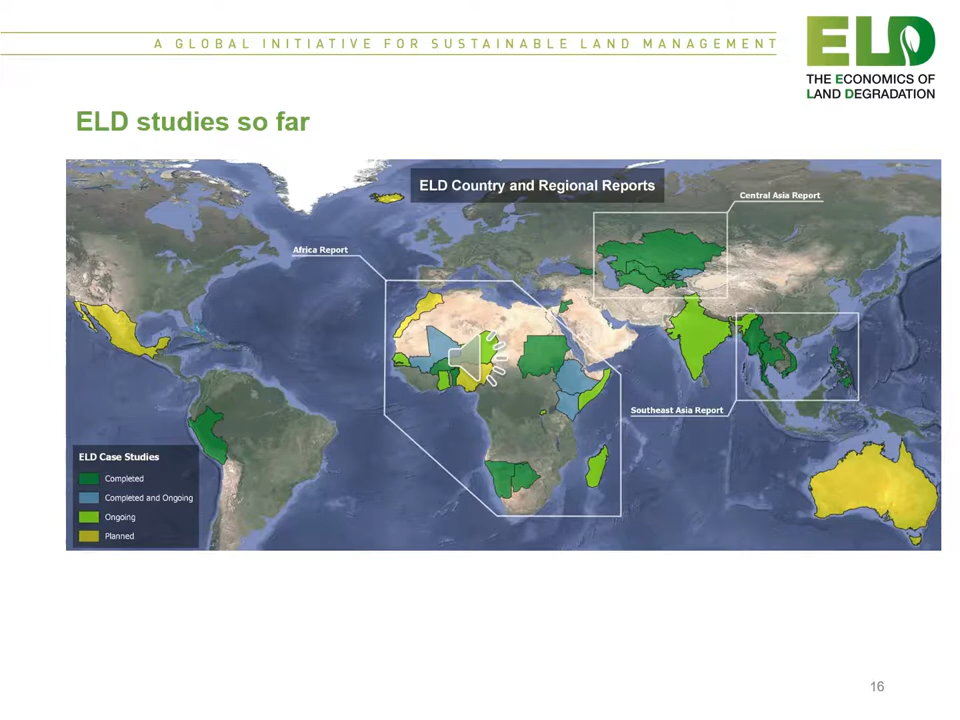 A GLOBAL INITIATIVE FOR SUSTAINABLE LAND MANAGEMENT
ELD
THE ECONOMICS OF
LAND DEGRADATION
ELD studies so far
ELD Country and Regional Reports
Central Asia Report
Africa Report
Southeast Asia Report
ELD Case Studies
Completed
Completed and Ongoing
Ongoing
Planned
16